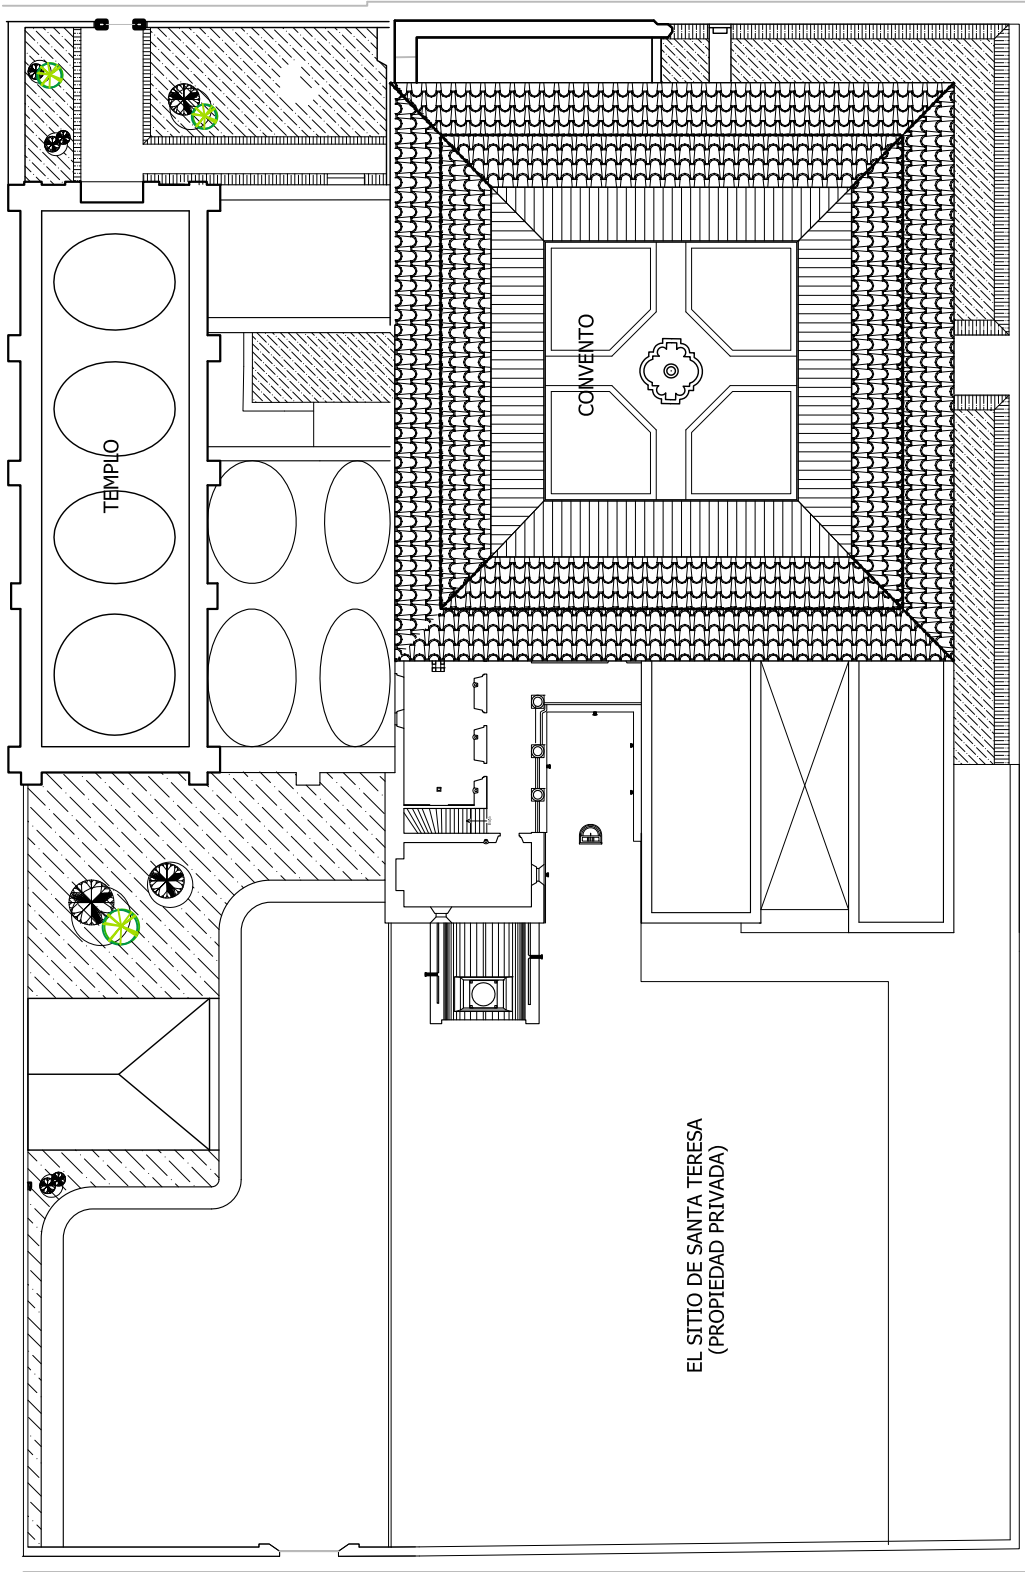 CONVENTO
TEMPLO
EL SITIO DE SANTA TERESA
(PROPIEDAD PRIVADA)